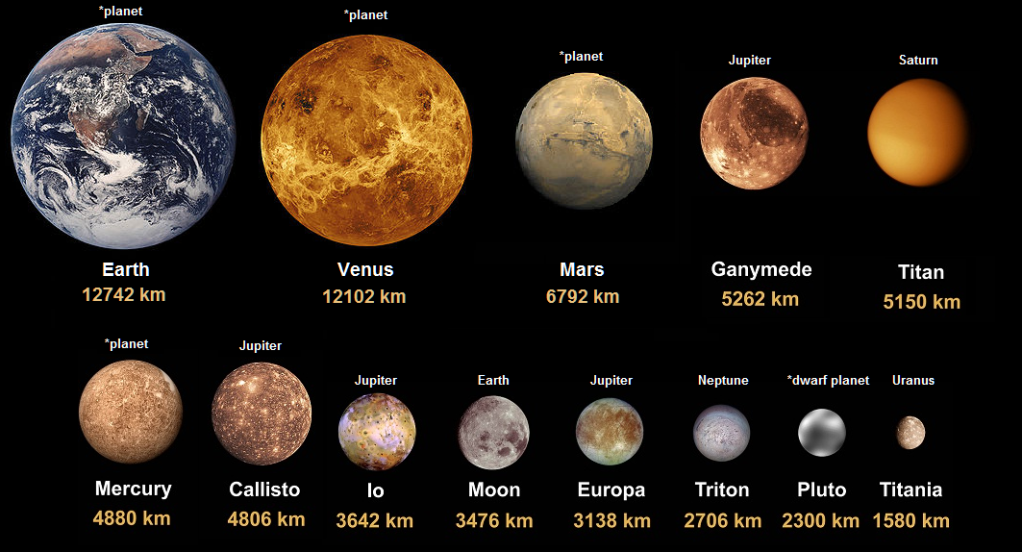 *planet
*planet
*planet
Jupiter
Saturn
Earth
12742 km
Venus
12102 km
Mars
6792 km
Ganymede
5262 km
Titan
5150 km
*planet
Jupiter
Jupiter
Earth
Jupiter
Neptune
*dwarf planet
Uranus
Mercury
4880 km
Callisto
4806 km
Io
3642 km
Moon
3476 km
Europa
3138 km
Triton
2706 km
Pluto
2300 km
Titania
1580 km